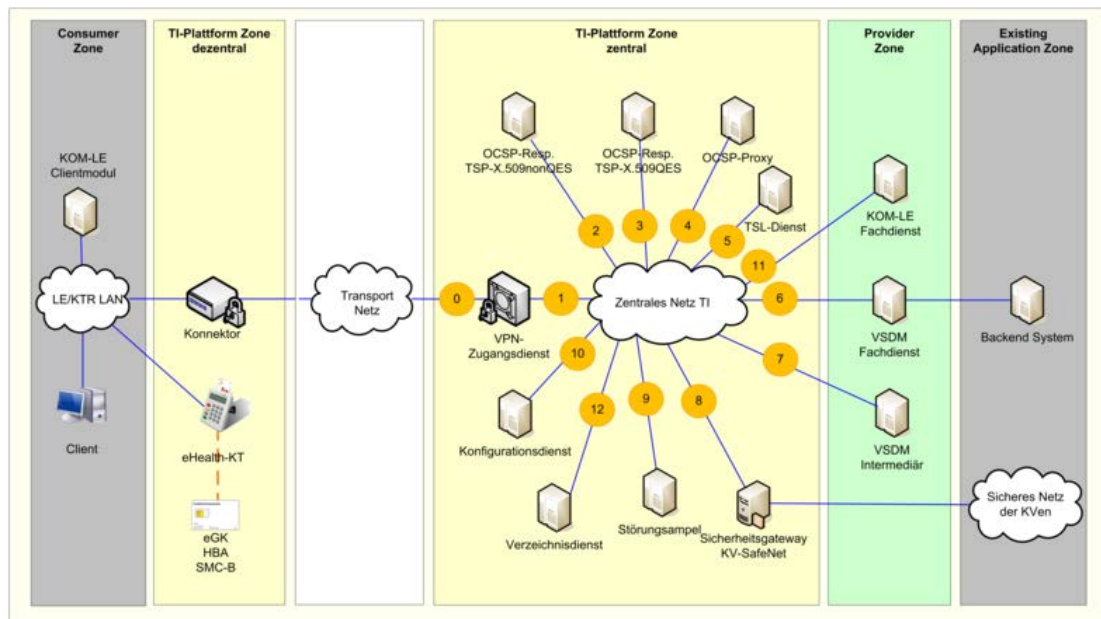 Consumer
Zone
TI-Plattform Zone
dezentral
TI-Plattform Zone
zentral
Provider
Zone
Existing
Application Zone
KOM-LE
Clientmodul
LE/KTR LAN
Client
Konnektor
eHealth-KT
eGK
HBA
SMC-B
Transport
Netz
0
VPN-
Zugangsdienst
1
OCSP-Resp.
TSP-X.509nonQES
2
OCSP-Resp.
TSP-X.509QES
3
OCSP-Proxy
4
TSL-Dienst
5
11
6
Zentrales Netz TI
7
10
12
9
8
Konfigurationsdienst
Verzeichnisdienst
Störungsampel
Sicherheitsgateway
KV-SafeNet
KOM-LE
Fachdienst
VSDM
Fachdienst
VSDM
Intermediär
Backend System
Sicheres Netz
der KVen